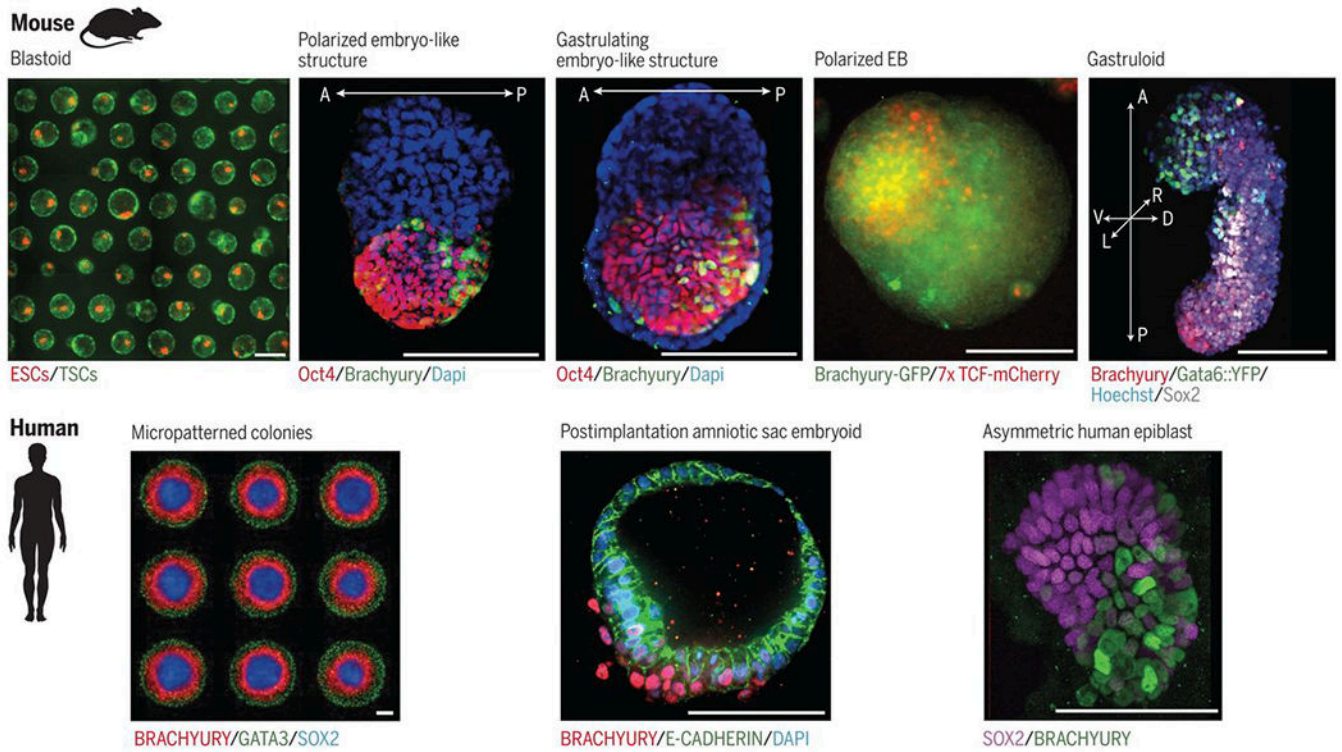 Mouse
Blastoid
Polarized embryo-like
structure
Gastrulating
embryo-like structure
Polarized EB
Gastruloid
A P
A P
A
R
V D
L
P
ESCs/TSCs
Oct4/Brachyury/Dapi
Oct4/Brachyury/Dapi
Brachyury-GFP/7x TCF-mCherry
Brachyury/Gata6::YFP/
Hoechst/Sox2
Human
Micropatterned colonies
Postimplantation amniotic sac embryoid
Asymmetric human epiblast
BRACHYURY/GATA3/SOX2
BRACHYURY/E-CADHERIN/DAPI
SOX2/BRACHYURY